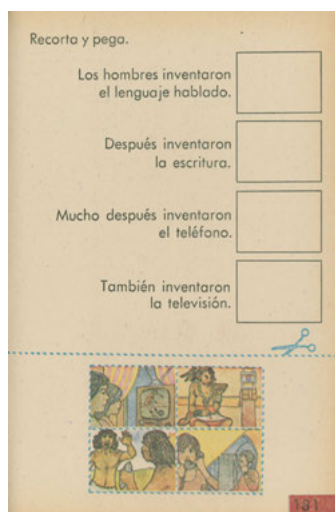 Recorta y pega.
Los hombres inventaron
el lenguaje hablado.
Después inventaron
la escritura.
Mucho después inventaron
el teléfono.
También inventaron
la televisión.
181